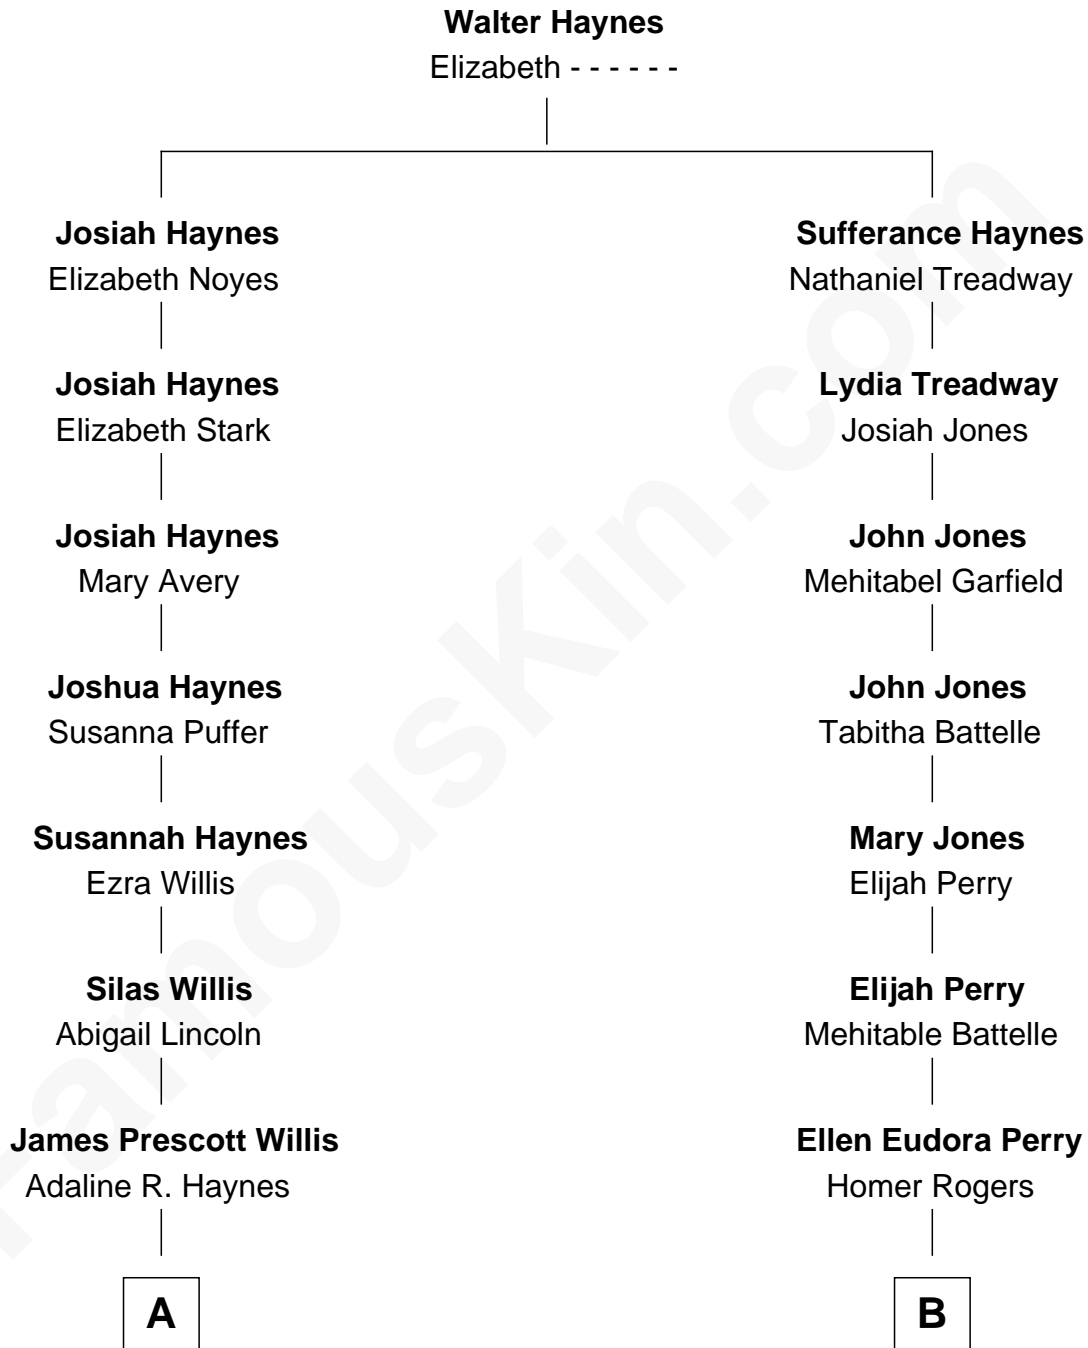 Walter Haynes
Elizabeth - - - - - -
Josiah Haynes
Elizabeth Noyes
Sufferance Haynes
Nathaniel Treadway
Josiah Haynes
Elizabeth Stark
Lydia Treadway
Josiah Jones
Josiah Haynes
Mary Avery
John Jones
Mehitabel Garfield
Joshua Haynes
Susanna Puffer
John Jones
Tabitha Battelle
Susannah Haynes
Ezra Willis
Mary Jones
Elijah Perry
Silas Willis
Abigail Lincoln
Elijah Perry
Mehitable Battelle
James Prescott Willis
Adaline R. Haynes
Ellen Eudora Perry
Homer Rogers
A
B
FamousKin.com